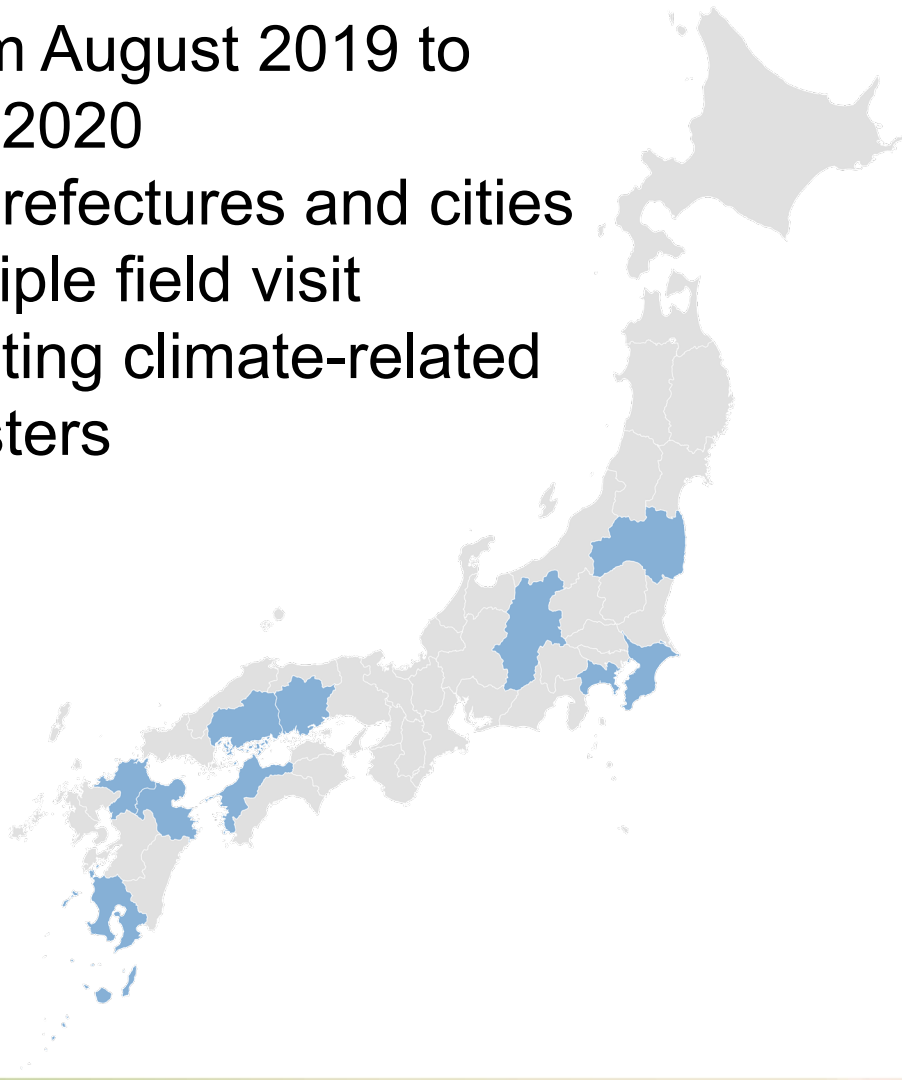 m August 2019 to
2020
refectures and cities
iple field visit
ting climate-related
sters